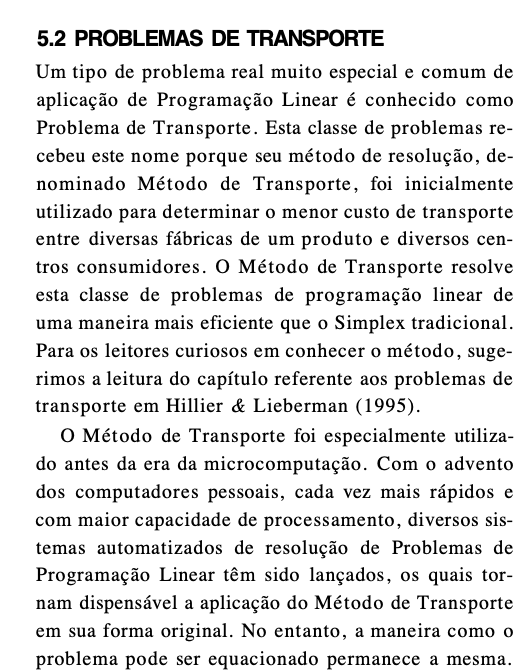 5.2 PROBLEMAS DE TRANSPORTE
Um tipo de problema real muito especial e comum de
aplicação de Programação Linear é conhecido como
Problema de Transporte. Esta classe de problemas re-
cebeu este nome porque seu método de resolução, de-
nominado Método de Transporte, foi inicialmente
utilizado para determinar o menor custo de transporte
entre diversas fábricas de um produto e diversos cen-
tros consumidores. O Método de Transporte resolve
esta classe de problemas de programação linear de
uma maneira mais eficiente que o Simplex tradicional.
Para os leitores curiosos em conhecer o método, suge-
rimos a leitura do capítulo referente aos problemas de
transporte em Hillier & Lieberman (1995).
O Método de Transporte foi especialmente utiliza-
do antes da era da microcomputação. Com o advento
dos computadores pessoais, cada vez mais rápidos e
com maior capacidade de processamento, diversos sis-
temas automatizados de resolução de Problemas de
Programação Linear têm sido lançados, os quais tor-
nam dispensável a aplicação do Método de Transporte
em sua forma original. No entanto, a maneira como o
problema pode ser equacionado permanece a mesma.